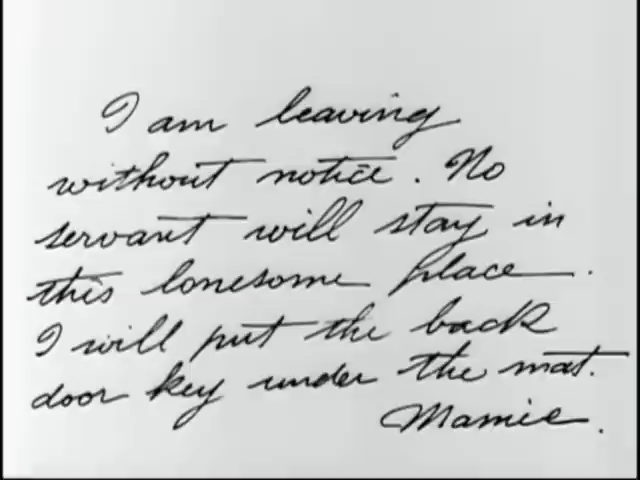 I am leaving
without notice. No
servant will stay in
this lonesome place.
I will put the back
door key under the mat.
Mamie.